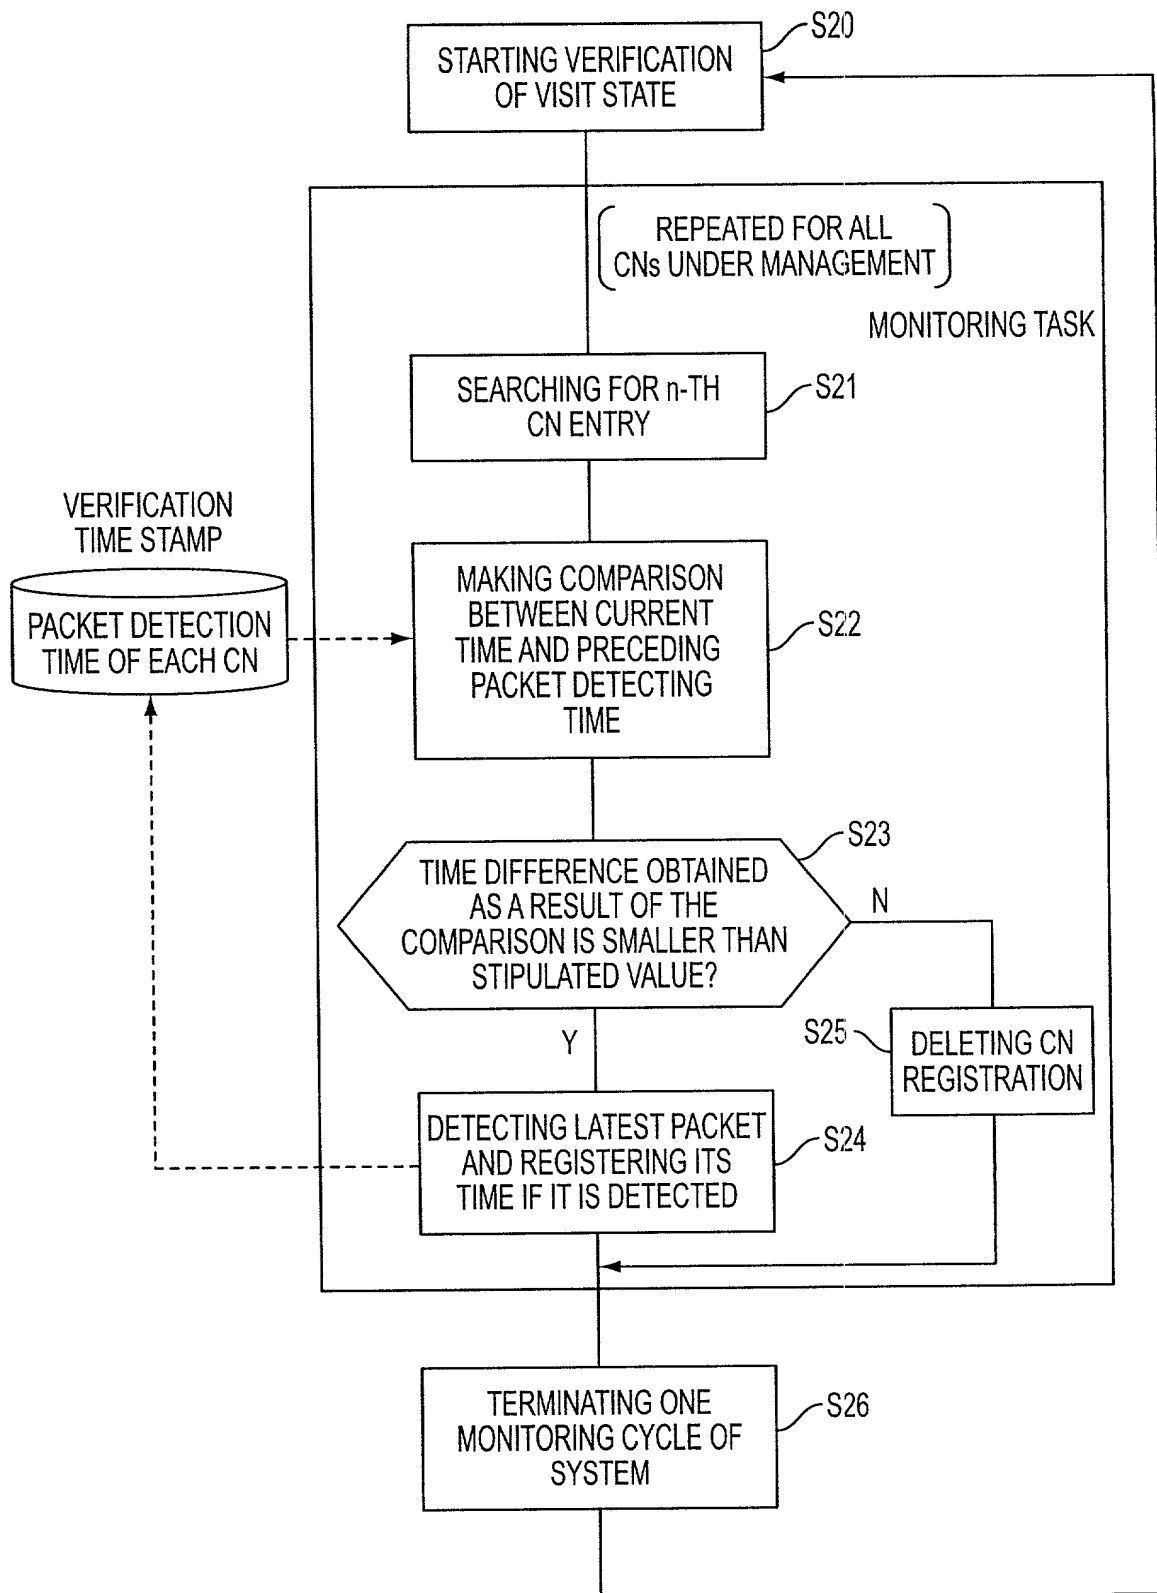 S20
STARTING VERIFICATION
OF VISIT STATE
REPEATED FOR ALL
CNs UNDER MANAGEMENT
MONITORING TASK
SEARCHING FOR n-TH
CN ENTRY
S21
VERIFICATION
TIME STAMP
PACKET DETECTION
TIME OF EACH CN
MAKING COMPARISON
BETWEEN CURRENT
TIME AND PRECEDING
PACKET DETECTING
TIME
S22
S23
TIME DIFFERENCE OBTAINED
AS A RESULT OF THE
COMPARISON IS SMALLER THAN
STIPULATED VALUE?
N
Y
S25
DELETING CN
REGISTRATION
DETECTING LATEST PACKET
AND REGISTERING ITS
TIME IF IT IS DETECTED
S24
TERMINATING ONE
MONITORING CYCLE OF
SYSTEM
S26